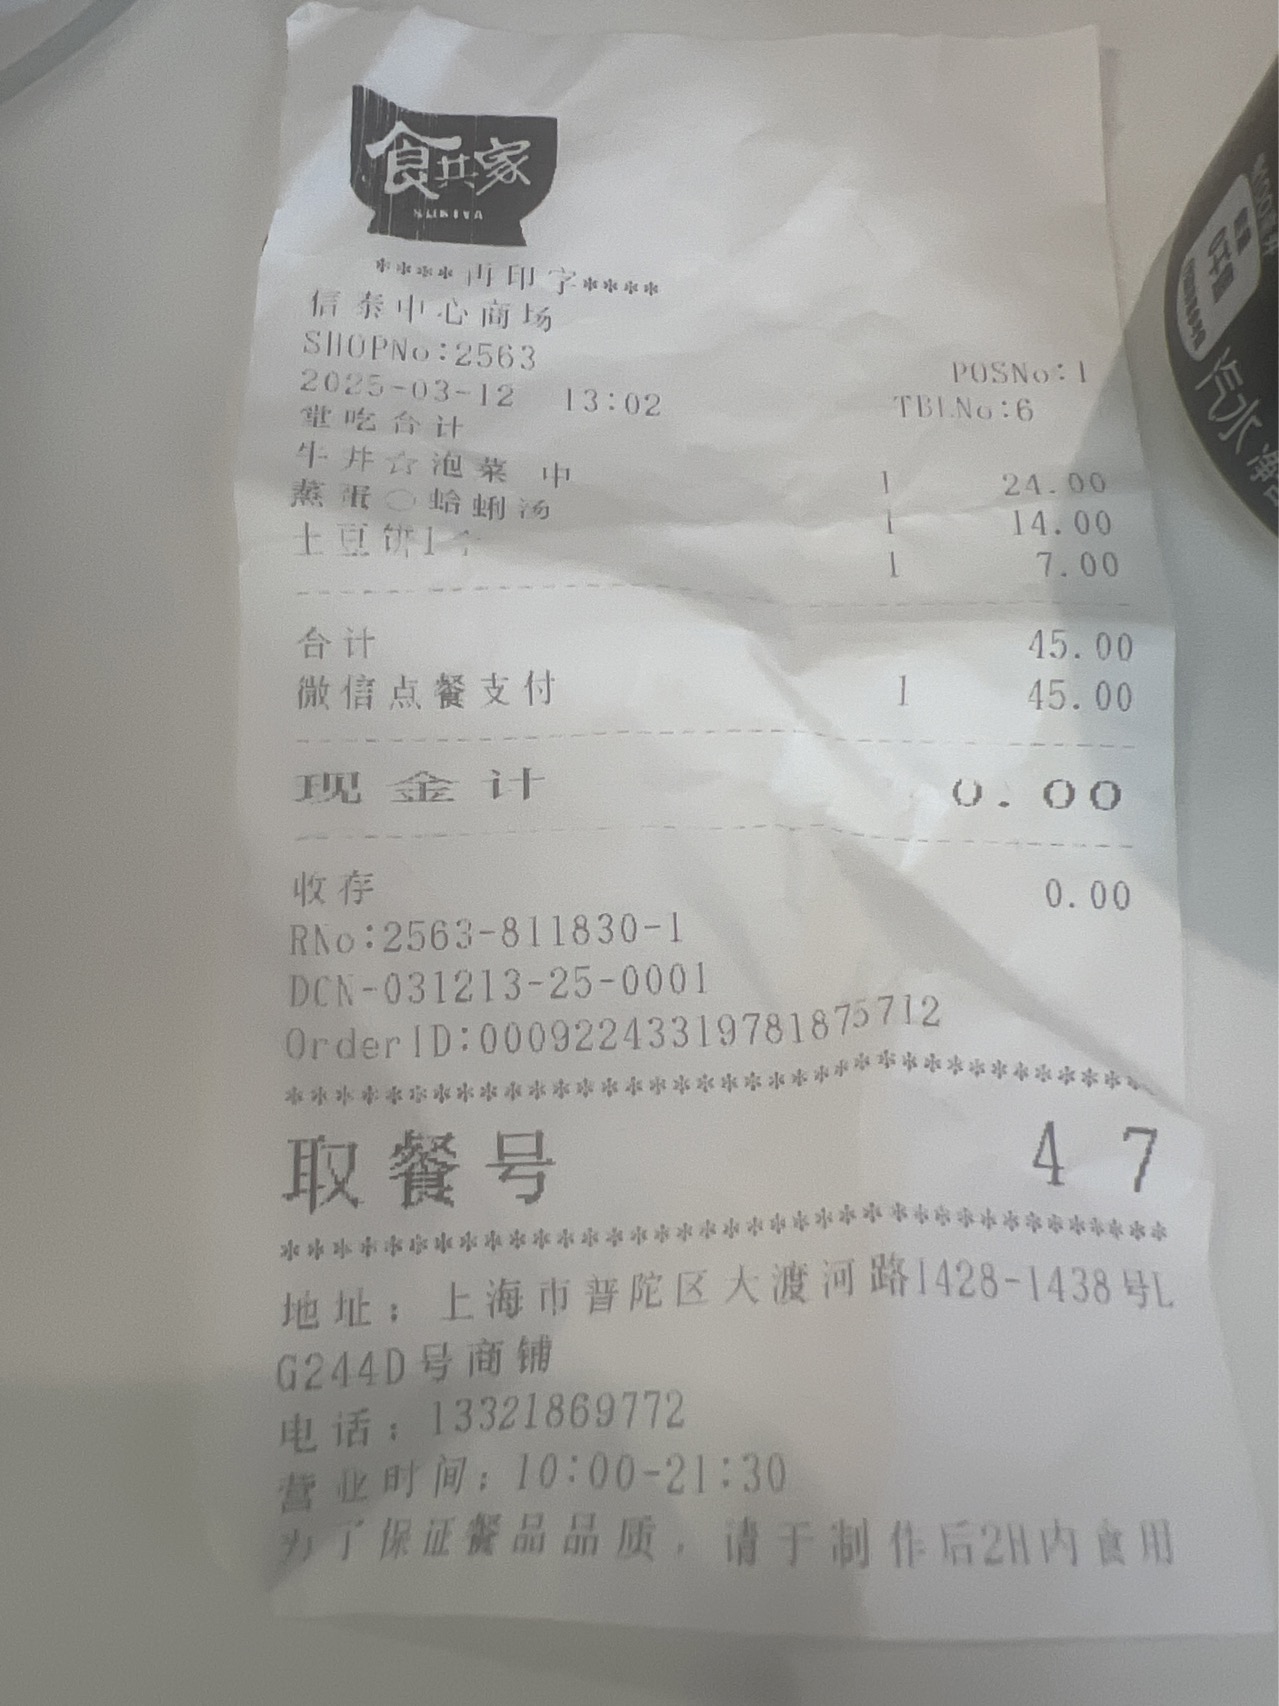 食其家
SUKIYA
****再印字****
信泰中心商场
SHOPNo:2563 POSNo:1
2025-03-12 13:02 TBLNo:6
堂吃合计
牛丼☆泡菜 中 1 24.00
蒸蛋○蛤蜊汤 1 14.00
土豆饼1个 1 7.00
合计 45.00
微信点餐支付 1 45.00
现金计 0.00
收存 0.00
RNo:2563-811830-1
DCN-031213-25-0001
OrderID:00092243319781875712
取餐号 47
地址：上海市普陀区大渡河路1428-1438号L
G244D号商铺
电话：13321869772
营业时间：10:00-21:30
为了保证餐品品质，请于制作后2H内食用
汽水